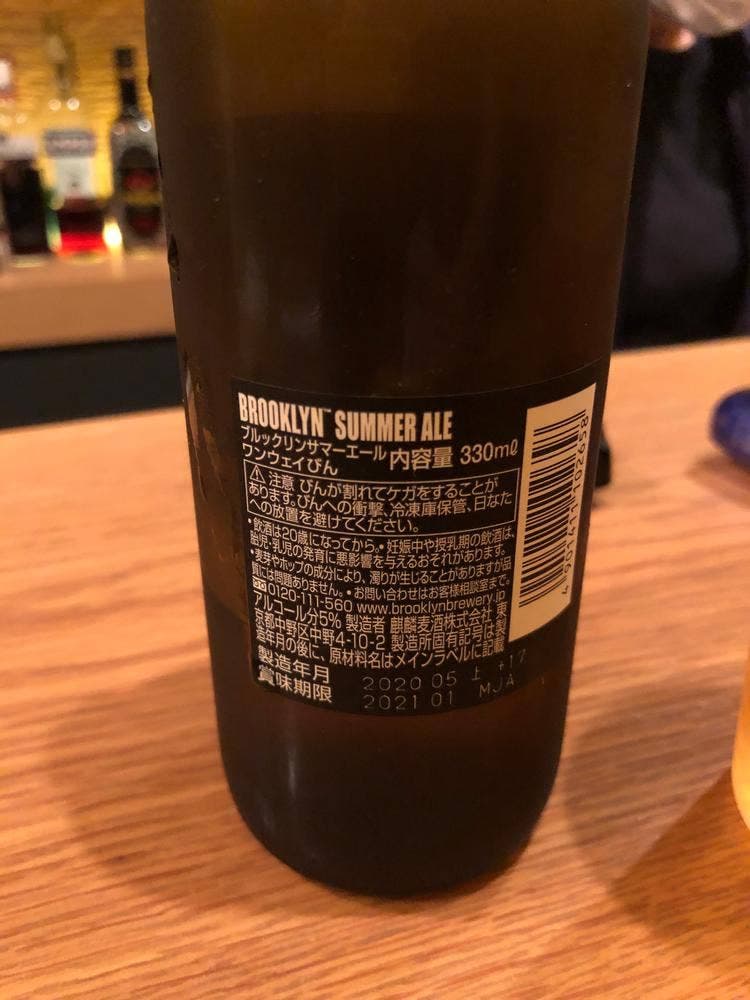 BROOKLYN™ SUMMER ALE
ブルックリンサマーエール
ワンウェイびん
内容量 330mℓ
⚠ 注意 びんが割れてケガをすることが
あります。びんへの衝撃、冷凍庫保管、日なた
への放置を避けてください。
・飲酒は20歳になってから。・妊娠中や授乳期の飲酒は、
胎児・乳児の発育に悪影響を与えるおそれがあります。
・麦芽やホップの成分により、濁りが生じることがありますが品
質には問題ありません。・お問い合わせはお客様相談室まで。
0120-111-560 www.brooklynbrewery.jp
アルコール分5% 製造者 麒麟麦酒株式会社 東
京都中野区中野4-10-2 製造所固有記号は製
造年月の後に、原材料名はメインラベルに記載
製造年月 2020 05 上 +17
賞味期限 2021 01 MJA
4 901411 102658